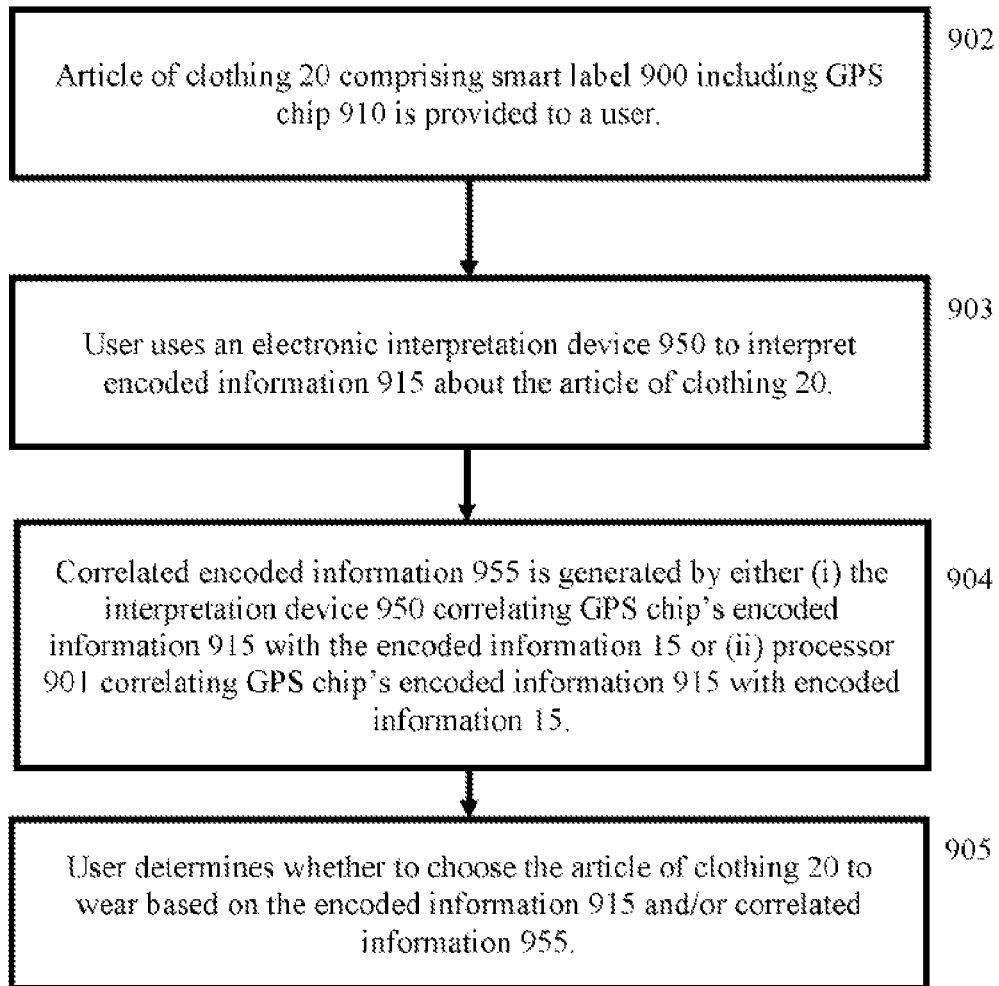 902
Article of clothing 20 comprising smart label 900 including GPS
chip 910 is provided to a user.
903
User uses an electronic interpretation device 950 to interpret
encoded information 915 about the article of clothing 20.
904
Correlated encoded information 955 is generated by either (i) the
interpretation device 950 correlating GPS chip's encoded
information 915 with the encoded information 15 or (ii) processor
901 correlating GPS chip's encoded information 915 with encoded
information 15.
905
User determines whether to choose the article of clothing 20 to
wear based on the encoded information 915 and/or correlated
information 955.